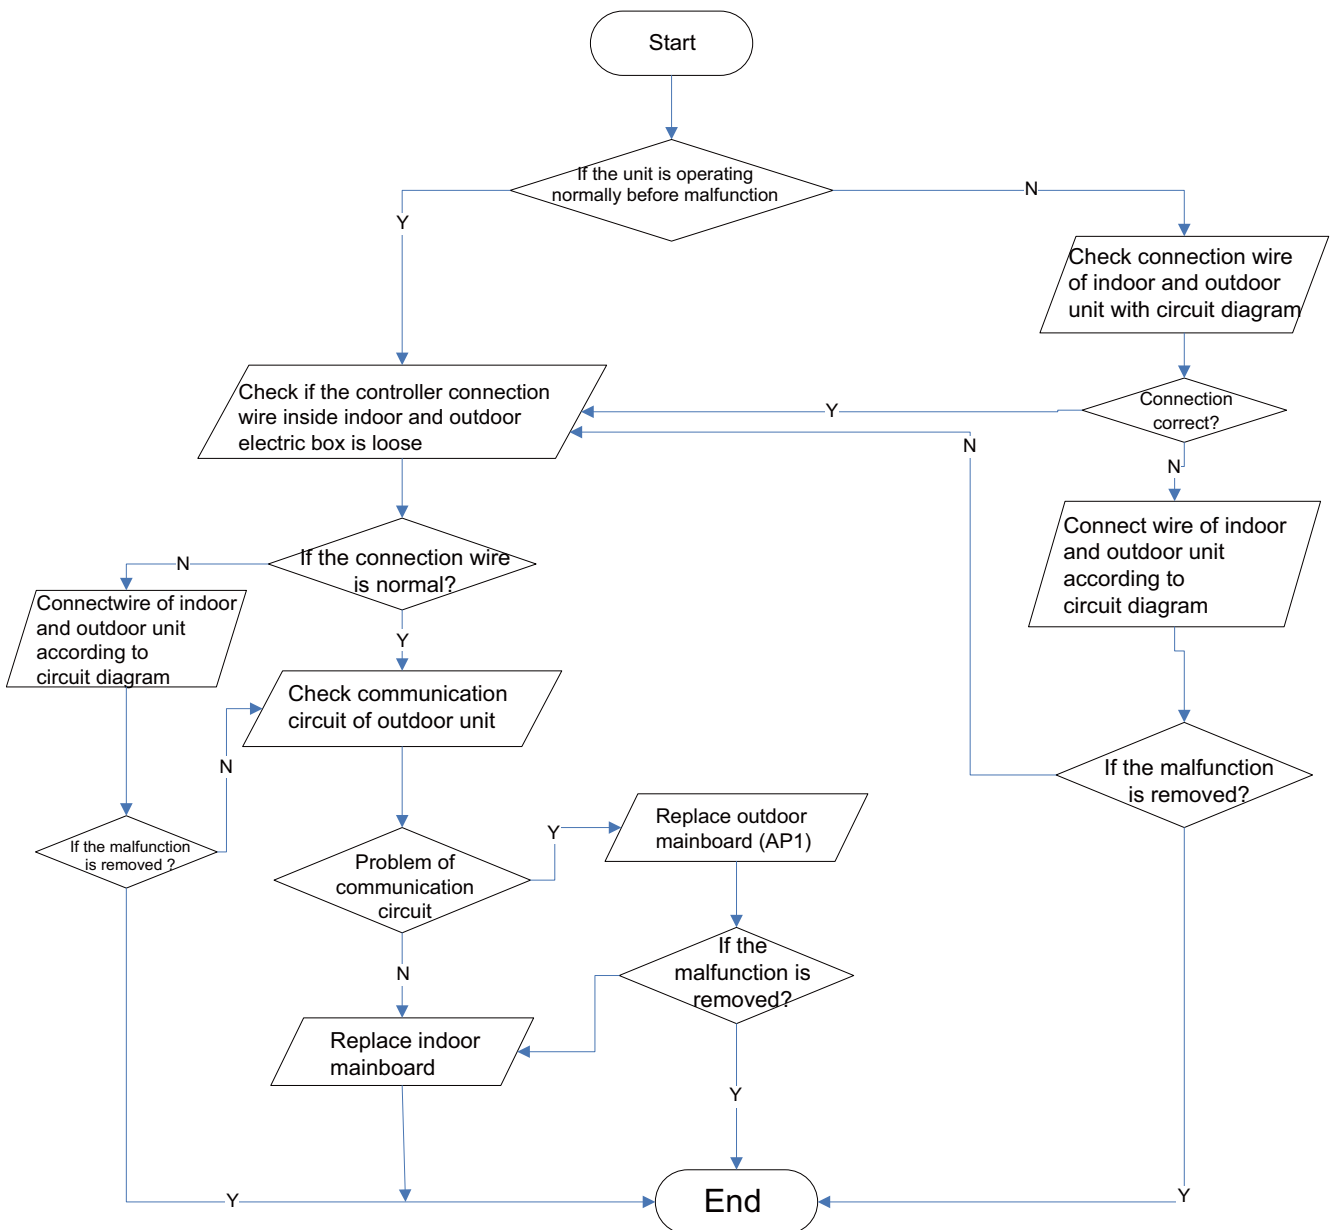 Start
If the unit is operating
normally before malfunction
N
Y
Check connection wire
of indoor and outdoor
unit with circuit diagram
Check if the controller connection
wire inside indoor and outdoor
electric box is loose
Y
Connection
correct?
N
N
Connect wire of indoor
and outdoor unit
according to
circuit diagram
If the connection wire
is normal?
N
Connectwire of indoor
and outdoor unit
according to
circuit diagram
Y
Check communication
circuit of outdoor unit
N
If the malfunction
is removed?
Replace outdoor
mainboard (AP1)
Y
If the malfunction
is removed ?
Problem of
communication
circuit
If the
malfunction is
removed?
N
Replace indoor
mainboard
Y
Y
Y
End